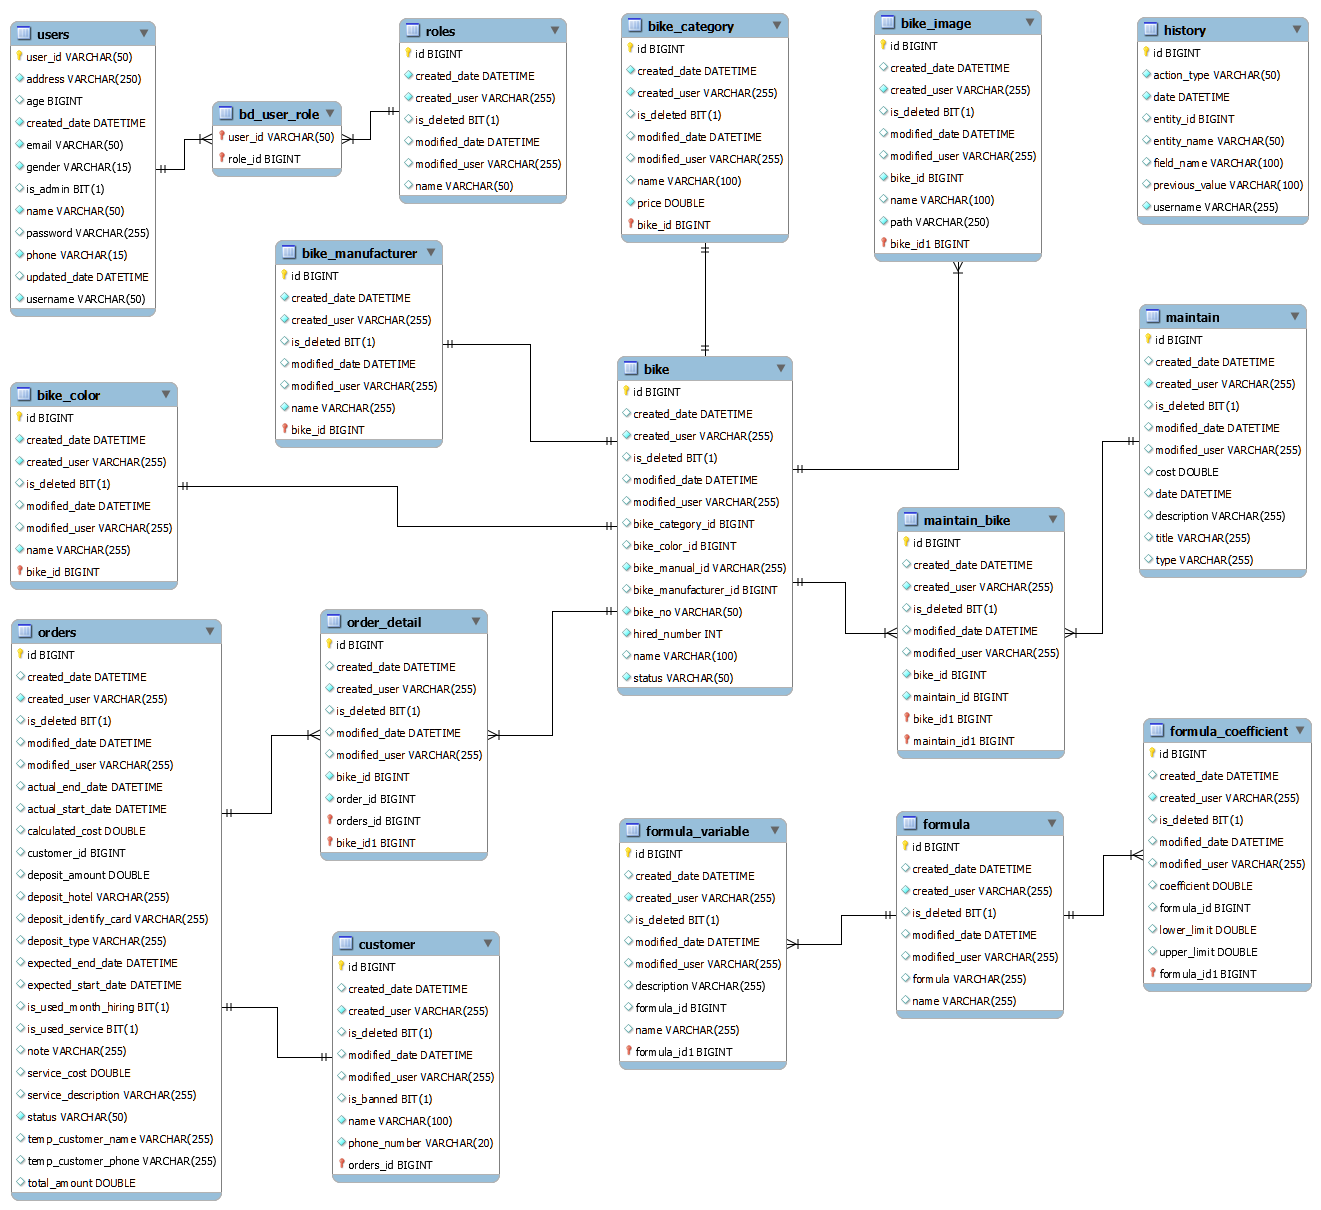 users
user_id VARCHAR(50)
address VARCHAR(250)
age BIGINT
created_date DATETIME
email VARCHAR(50)
gender VARCHAR(15)
is_admin BIT(1)
name VARCHAR(50)
password VARCHAR(255)
phone VARCHAR(15)
updated_date DATETIME
username VARCHAR(50)
bd_user_role
user_id VARCHAR(50)
role_id BIGINT
roles
id BIGINT
created_date DATETIME
created_user VARCHAR(255)
is_deleted BIT(1)
modified_date DATETIME
modified_user VARCHAR(255)
name VARCHAR(50)
bike_category
id BIGINT
created_date DATETIME
created_user VARCHAR(255)
is_deleted BIT(1)
modified_date DATETIME
modified_user VARCHAR(255)
name VARCHAR(100)
price DOUBLE
bike_id BIGINT
bike_image
id BIGINT
created_date DATETIME
created_user VARCHAR(255)
is_deleted BIT(1)
modified_date DATETIME
modified_user VARCHAR(255)
bike_id BIGINT
name VARCHAR(100)
path VARCHAR(250)
bike_id1 BIGINT
history
id BIGINT
action_type VARCHAR(50)
date DATETIME
entity_id BIGINT
entity_name VARCHAR(50)
field_name VARCHAR(100)
previous_value VARCHAR(100)
username VARCHAR(255)
bike_manufacturer
id BIGINT
created_date DATETIME
created_user VARCHAR(255)
is_deleted BIT(1)
modified_date DATETIME
modified_user VARCHAR(255)
name VARCHAR(255)
bike_id BIGINT
bike_color
id BIGINT
created_date DATETIME
created_user VARCHAR(255)
is_deleted BIT(1)
modified_date DATETIME
modified_user VARCHAR(255)
name VARCHAR(255)
bike_id BIGINT
bike
id BIGINT
created_date DATETIME
created_user VARCHAR(255)
is_deleted BIT(1)
modified_date DATETIME
modified_user VARCHAR(255)
bike_category_id BIGINT
bike_color_id BIGINT
bike_manual_id VARCHAR(255)
bike_manufacturer_id BIGINT
bike_no VARCHAR(50)
hired_number INT
name VARCHAR(100)
status VARCHAR(50)
maintain
id BIGINT
created_date DATETIME
created_user VARCHAR(255)
is_deleted BIT(1)
modified_date DATETIME
modified_user VARCHAR(255)
cost DOUBLE
date DATETIME
description VARCHAR(255)
title VARCHAR(255)
type VARCHAR(255)
maintain_bike
id BIGINT
created_date DATETIME
created_user VARCHAR(255)
is_deleted BIT(1)
modified_date DATETIME
modified_user VARCHAR(255)
bike_id BIGINT
maintain_id BIGINT
bike_id1 BIGINT
maintain_id1 BIGINT
orders
id BIGINT
created_date DATETIME
created_user VARCHAR(255)
is_deleted BIT(1)
modified_date DATETIME
modified_user VARCHAR(255)
actual_end_date DATETIME
actual_start_date DATETIME
calculated_cost DOUBLE
customer_id BIGINT
deposit_amount DOUBLE
deposit_hotel VARCHAR(255)
deposit_identify_card VARCHAR(255)
deposit_type VARCHAR(255)
expected_end_date DATETIME
expected_start_date DATETIME
is_used_month_hiring BIT(1)
is_used_service BIT(1)
note VARCHAR(255)
service_cost DOUBLE
service_description VARCHAR(255)
status VARCHAR(50)
temp_customer_name VARCHAR(255)
temp_customer_phone VARCHAR(255)
total_amount DOUBLE
order_detail
id BIGINT
created_date DATETIME
created_user VARCHAR(255)
is_deleted BIT(1)
modified_date DATETIME
modified_user VARCHAR(255)
bike_id BIGINT
order_id BIGINT
orders_id BIGINT
bike_id1 BIGINT
customer
id BIGINT
created_date DATETIME
created_user VARCHAR(255)
is_deleted BIT(1)
modified_date DATETIME
modified_user VARCHAR(255)
is_banned BIT(1)
name VARCHAR(100)
phone_number VARCHAR(20)
orders_id BIGINT
formula_variable
id BIGINT
created_date DATETIME
created_user VARCHAR(255)
is_deleted BIT(1)
modified_date DATETIME
modified_user VARCHAR(255)
description VARCHAR(255)
formula_id BIGINT
name VARCHAR(255)
formula_id1 BIGINT
formula
id BIGINT
created_date DATETIME
created_user VARCHAR(255)
is_deleted BIT(1)
modified_date DATETIME
modified_user VARCHAR(255)
formula VARCHAR(255)
name VARCHAR(255)
formula_coefficient
id BIGINT
created_date DATETIME
created_user VARCHAR(255)
is_deleted BIT(1)
modified_date DATETIME
modified_user VARCHAR(255)
coefficient DOUBLE
formula_id BIGINT
lower_limit DOUBLE
upper_limit DOUBLE
formula_id1 BIGINT